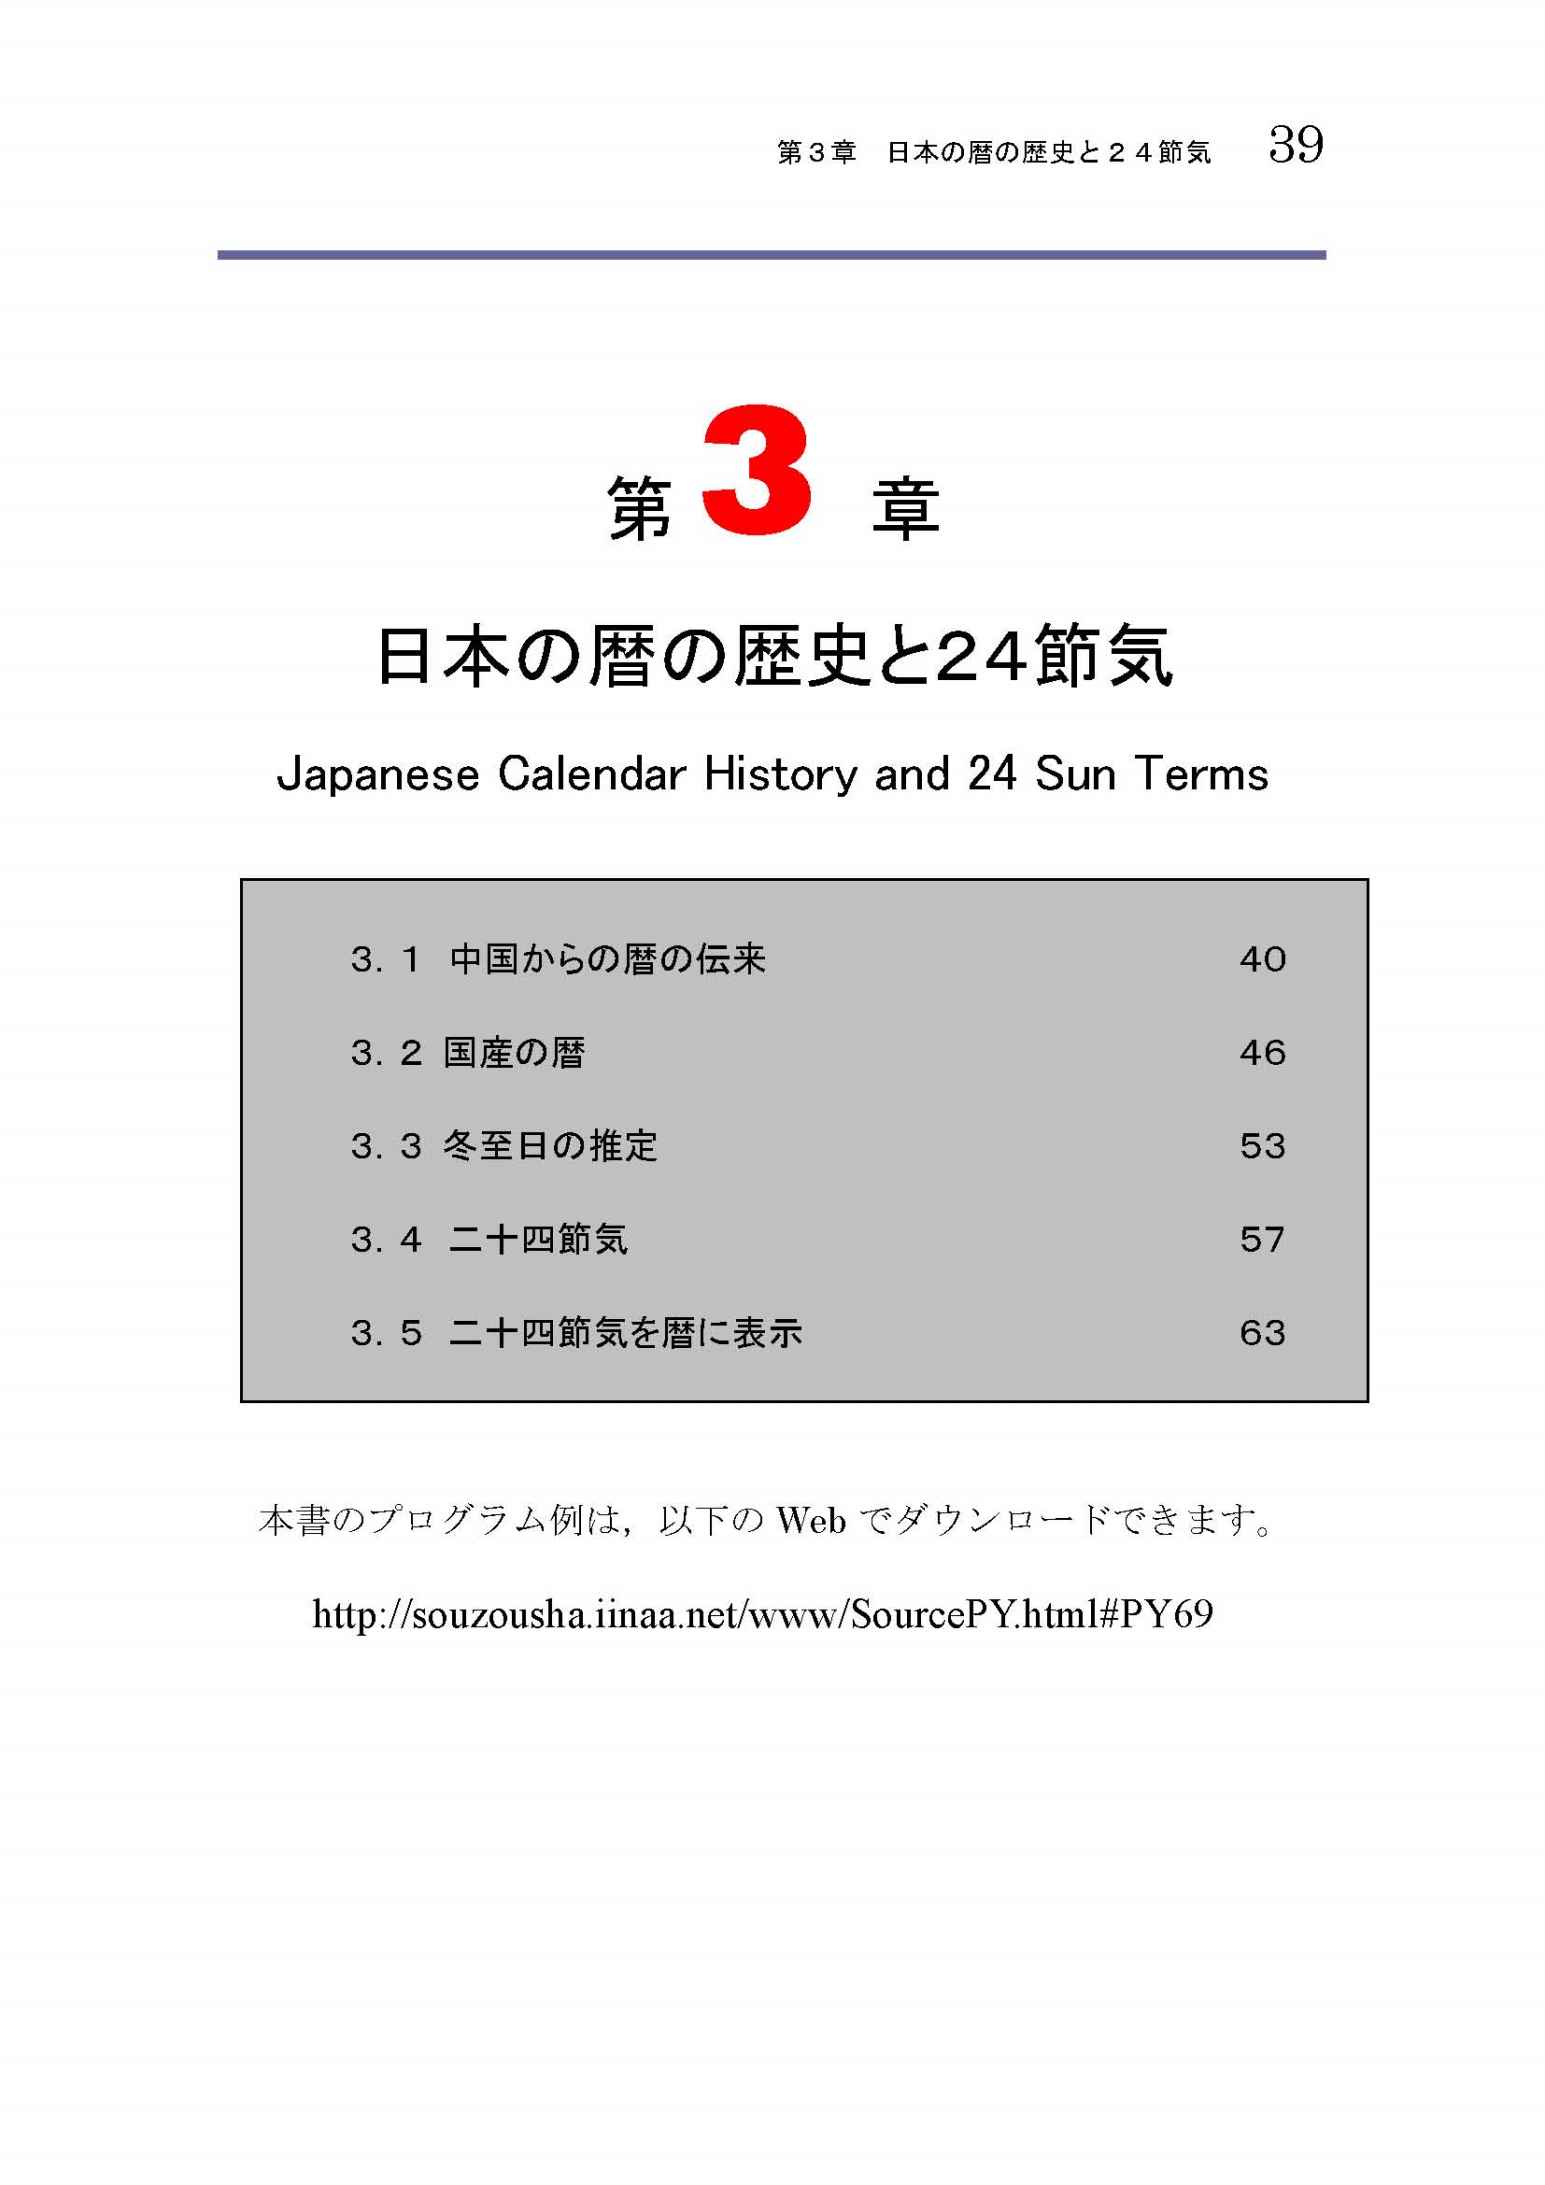 第３章　日本の暦の歴史と２４節気　39
第 3 章
日本の暦の歴史と24節気
Japanese Calendar History and 24 Sun Terms
3. 1 中国からの暦の伝来 40
3. 2 国産の暦 46
3. 3 冬至日の推定 53
3. 4 二十四節気 57
3. 5 二十四節気を暦に表示 63
本書のプログラム例は，以下の Web でダウンロードできます。
http://souzousha.iinaa.net/www/SourcePY.html#PY69